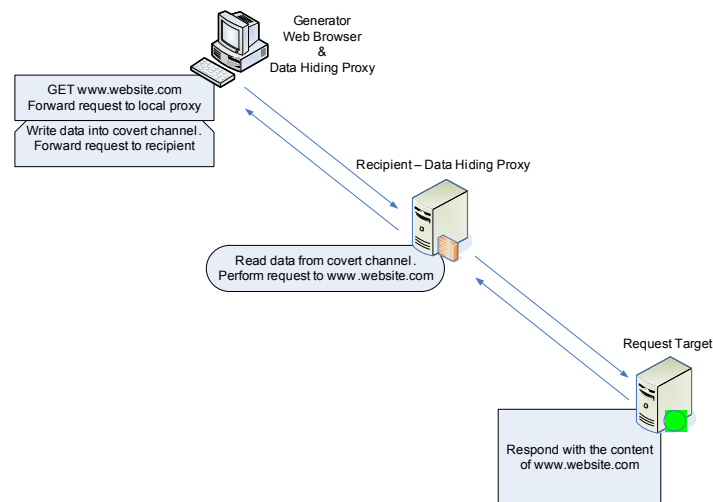 Generator
Web Browser
&
Data Hiding Proxy
GET www.website.com
Forward request to local proxy
Write data into covert channel.
Forward request to recipient
Recipient – Data Hiding Proxy
Read data from covert channel.
Perform request to www.website.com
Request Target
Respond with the content
of www.website.com